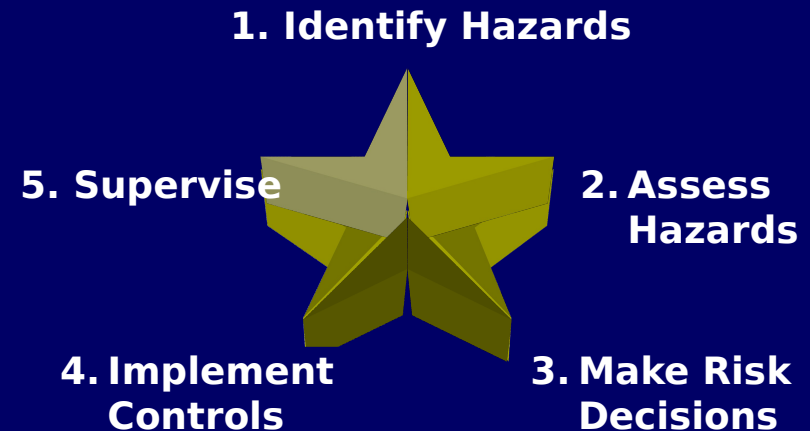 1. Identify Hazards
5. Supervise
2. Assess
Hazards
4. Implement
Controls
3. Make Risk
Decisions